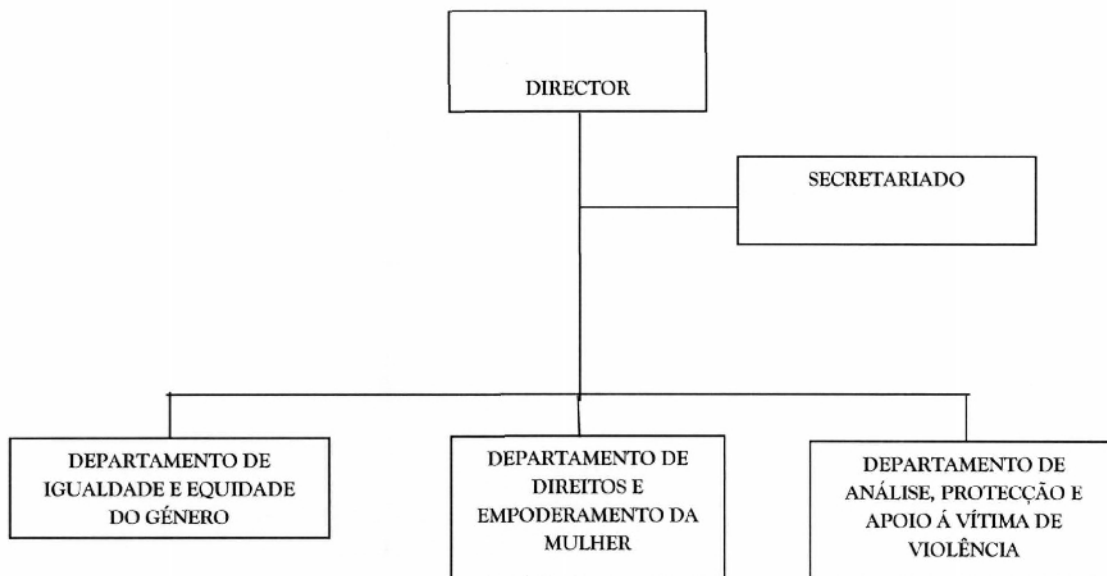 DIRECTOR
SECRETARIADO
DEPARTAMENTO DE
IGUALDADE E EQUIDADE
DO GÉNERO
DEPARTAMENTO DE
DIREITOS E
EMPODERAMENTO DA
MULHER
DEPARTAMENTO DE
ANÁLISE, PROTECÇÃO E
APOIO Á VÍTIMA DE
VIOLÊNCIA